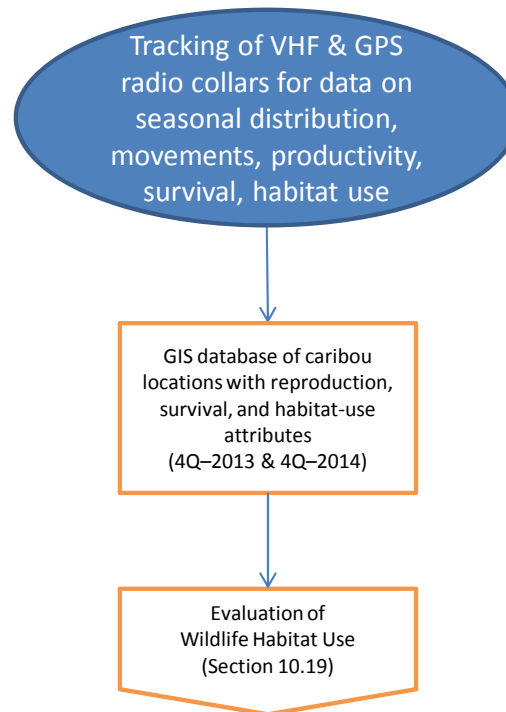 Tracking of VHF & GPS
radio collars for data on
seasonal distribution,
movements, productivity,
survival, habitat use
GIS database of caribou
locations with reproduction,
survival, and habitat-use
attributes
(4Q–2013 & 4Q–2014)
Evaluation of
Wildlife Habitat Use
(Section 10.19)